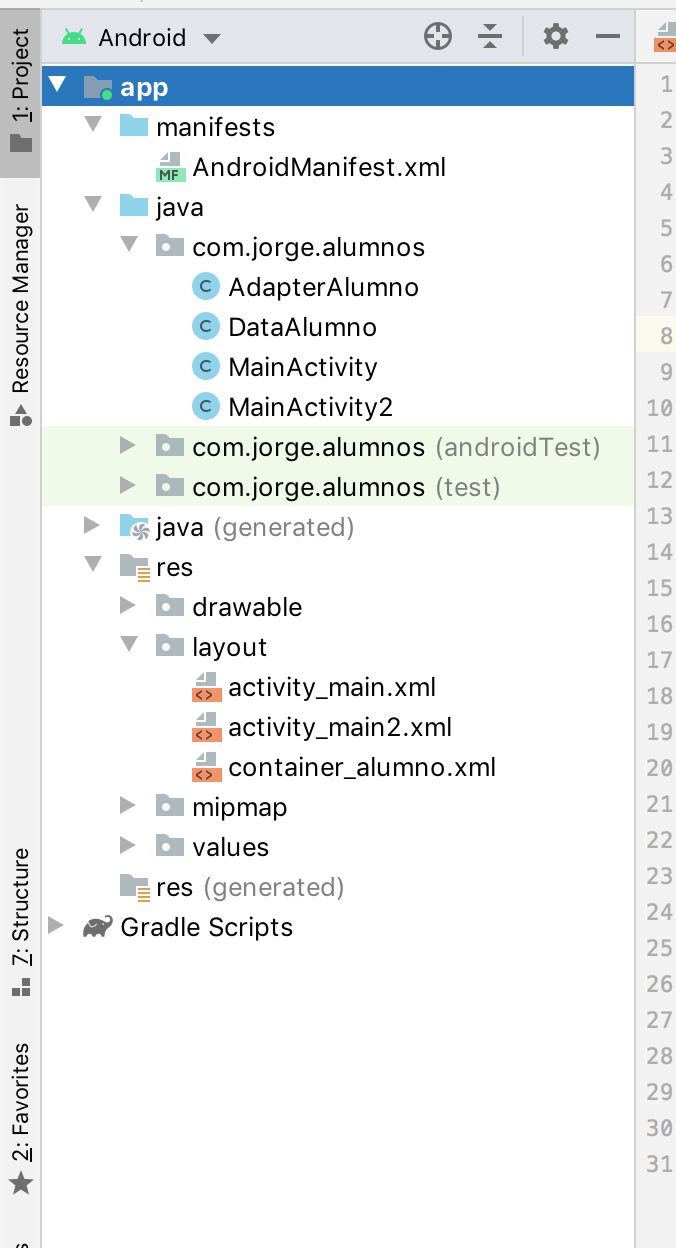 Android
app
manifests
AndroidManifest.xml
java
com.jorge.alumnos
AdapterAlumno
DataAlumno
MainActivity
MainActivity2
com.jorge.alumnos (androidTest)
com.jorge.alumnos (test)
java (generated)
res
drawable
layout
activity_main.xml
activity_main2.xml
container_alumno.xml
mipmap
values
res (generated)
Gradle Scripts
1: Project
Resource Manager
7: Structure
2: Favorites
MF
C
C
C
C
<>
<>
<>
<>
1
2
3
4
5
6
7
8
9
10
11
12
13
14
15
16
17
18
19
20
21
22
23
24
25
26
27
28
29
30
31